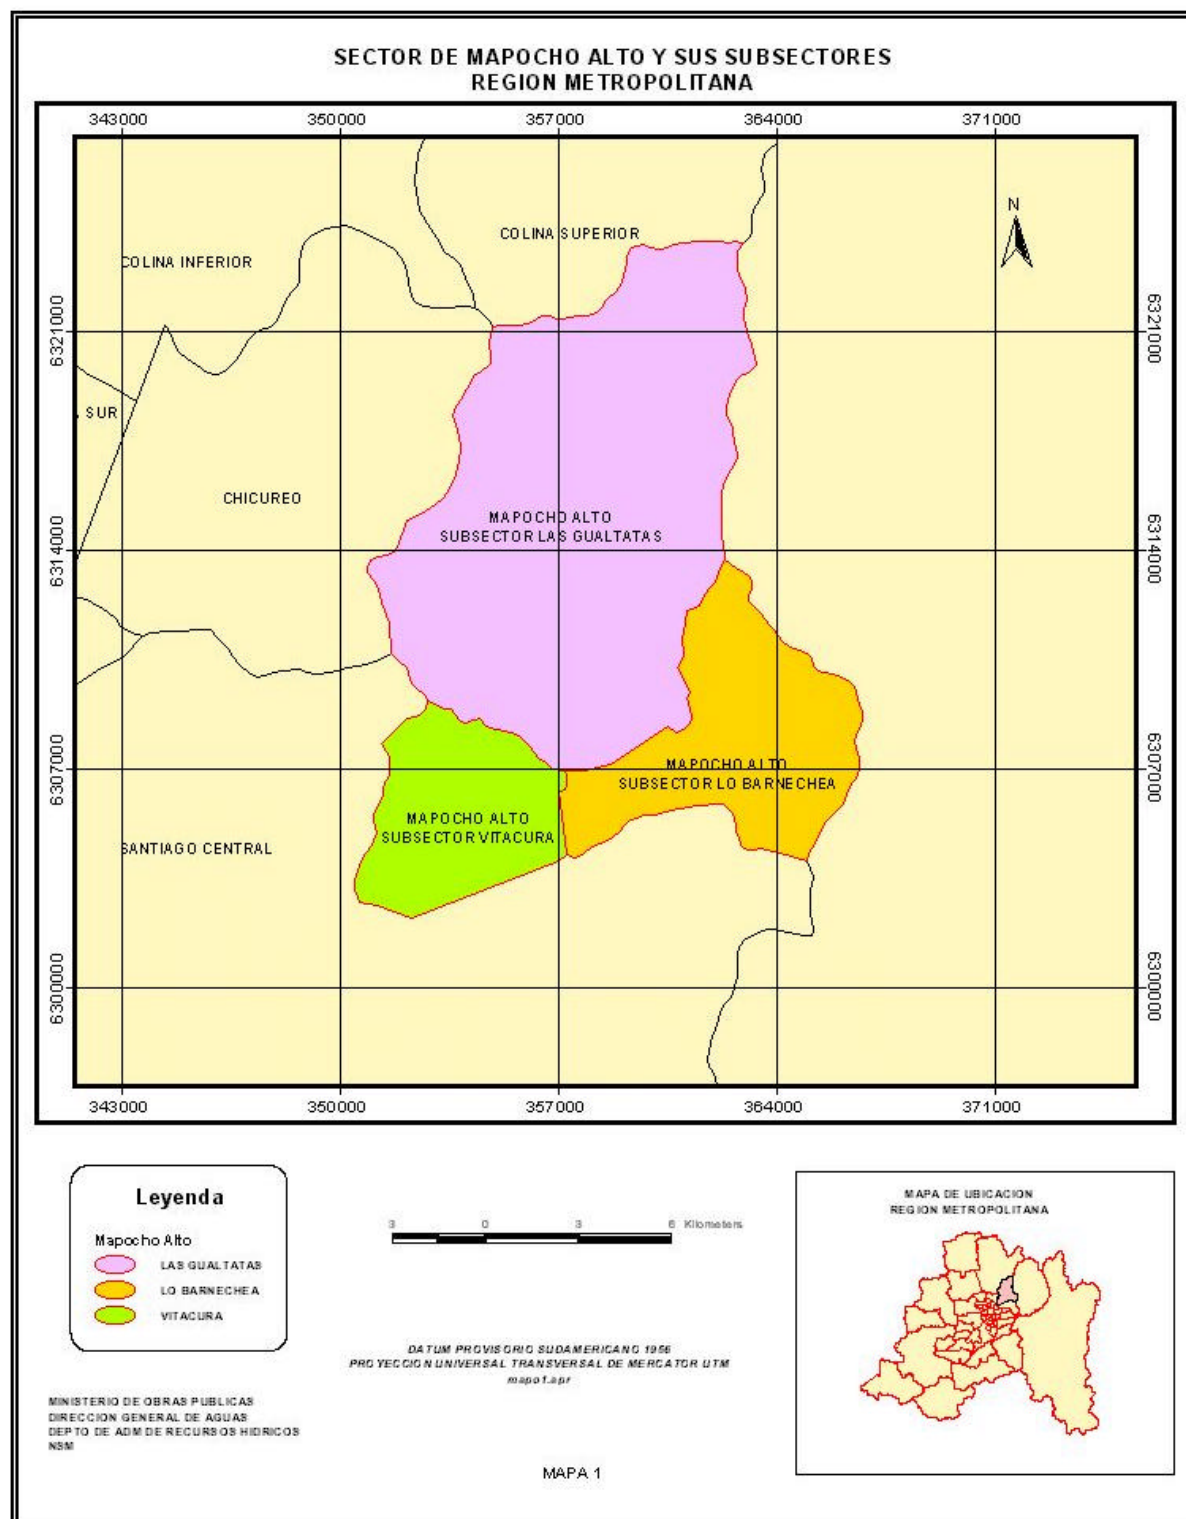 SECTOR DE MAPOCHO ALTO Y SUS SUBSECTORES
REGION METROPOLITANA
343000 350000 357000 364000 371000
N
COLINA SUPERIOR
COLINA INFERIOR
6321000 6321000
SUR
CHICUREO
MAPOCHO ALTO
SUBSECTOR LAS GUALTATAS
6314000 6314000
6307000 6307000
MAPOCHO ALTO
SUBSECTOR LO BARNECHEA
MAPOCHO ALTO
SUBSECTOR VITACURA
SANTIAGO CENTRAL
6300000 6300000
343000 350000 357000 364000 371000
Leyenda
Mapocho Alto
LAS GUALTATAS
LO BARNECHEA
VITACURA
3 0 3 6 Kilometers
DATUM PROVISORIO SUDAMERICANO 1956
PROYECCION UNIVERSAL TRANSVERSAL DE MERCATOR UTM
mapo1.apr
MAPA DE UBICACION
REGION METROPOLITANA
MINISTERIO DE OBRAS PUBLICAS
DIRECCION GENERAL DE AGUAS
DEPTO DE ADM DE RECURSOS HIDRICOS
NSM
MAPA 1